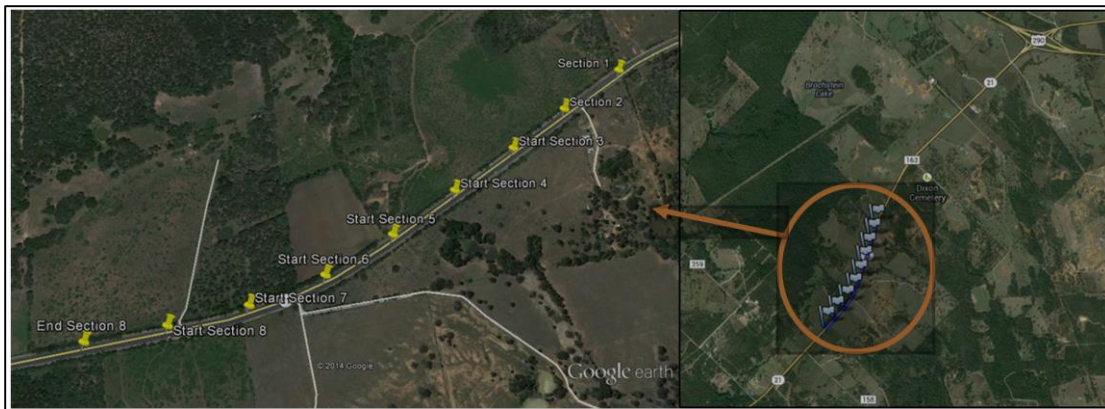 Section 1
Section 2
Start Section 3
Start Section 4
Start Section 5
Start Section 6
Start Section 7
Start Section 8
End Section 8
© 2014 Google
Google earth
290
21
Brochstein
Lake
163
Dixon
Cemetery
359
21
158